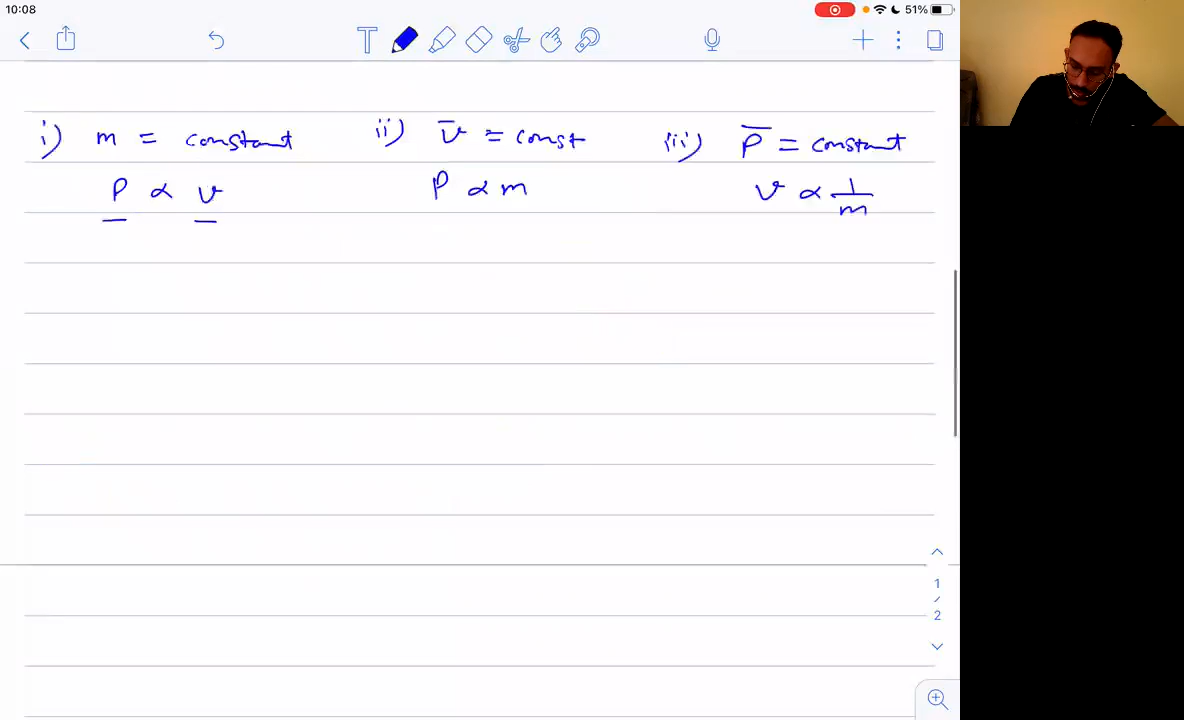 10:08 51%
T
i) m = constant ii) v̅ = const iii) P̅ = constant
P ∝ v P ∝ m v ∝ 1/m
1
/
2